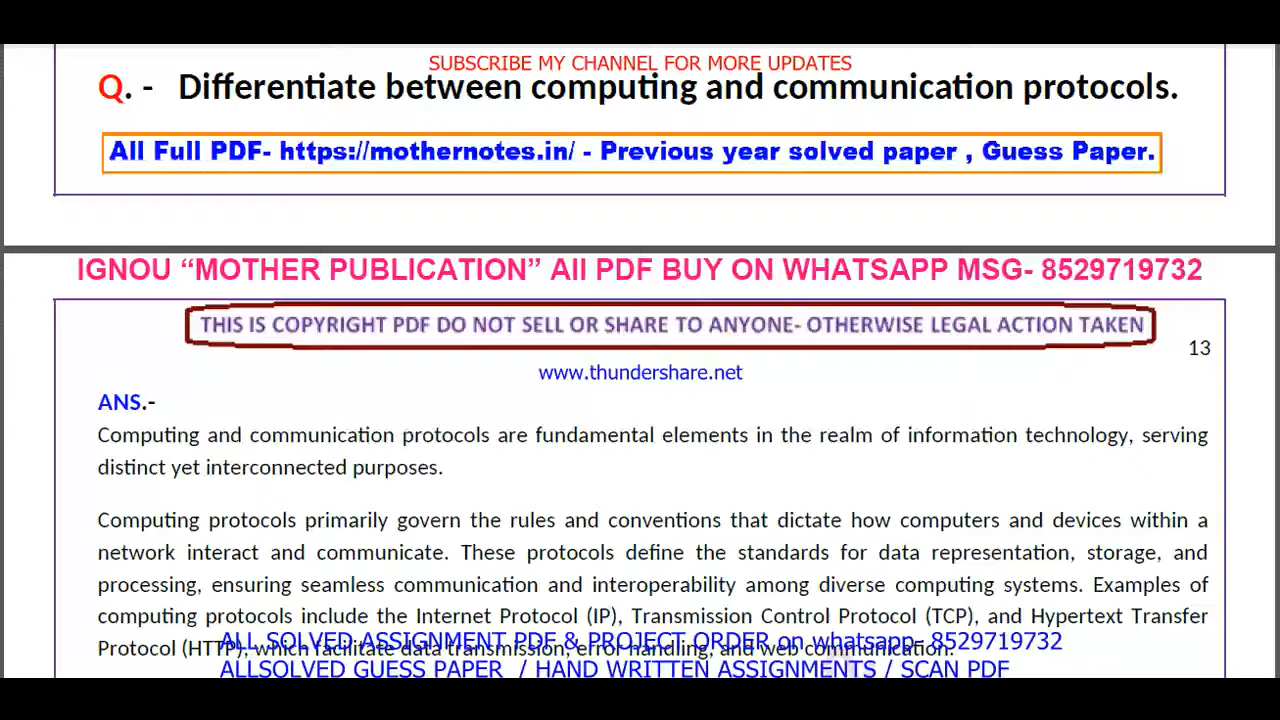 SUBSCRIBE MY CHANNEL FOR MORE UPDATES
Q. - Differentiate between computing and communication protocols.
All Full PDF- https://mothernotes.in/ - Previous year solved paper , Guess Paper.
IGNOU “MOTHER PUBLICATION” All PDF BUY ON WHATSAPP MSG- 8529719732
THIS IS COPYRIGHT PDF DO NOT SELL OR SHARE TO ANYONE- OTHERWISE LEGAL ACTION TAKEN
13
www.thundershare.net
ANS.-
Computing and communication protocols are fundamental elements in the realm of information technology, serving
distinct yet interconnected purposes.
Computing protocols primarily govern the rules and conventions that dictate how computers and devices within a
network interact and communicate. These protocols define the standards for data representation, storage, and
processing, ensuring seamless communication and interoperability among diverse computing systems. Examples of
computing protocols include the Internet Protocol (IP), Transmission Control Protocol (TCP), and Hypertext Transfer
Protocol (HTTP), which facilitate data transmission, error handling, and web communication.
ALL SOLVED ASSIGNMENT PDF & PROJECT ORDER on whatsapp- 8529719732
ALLSOLVED GUESS PAPER / HAND WRITTEN ASSIGNMENTS / SCAN PDF